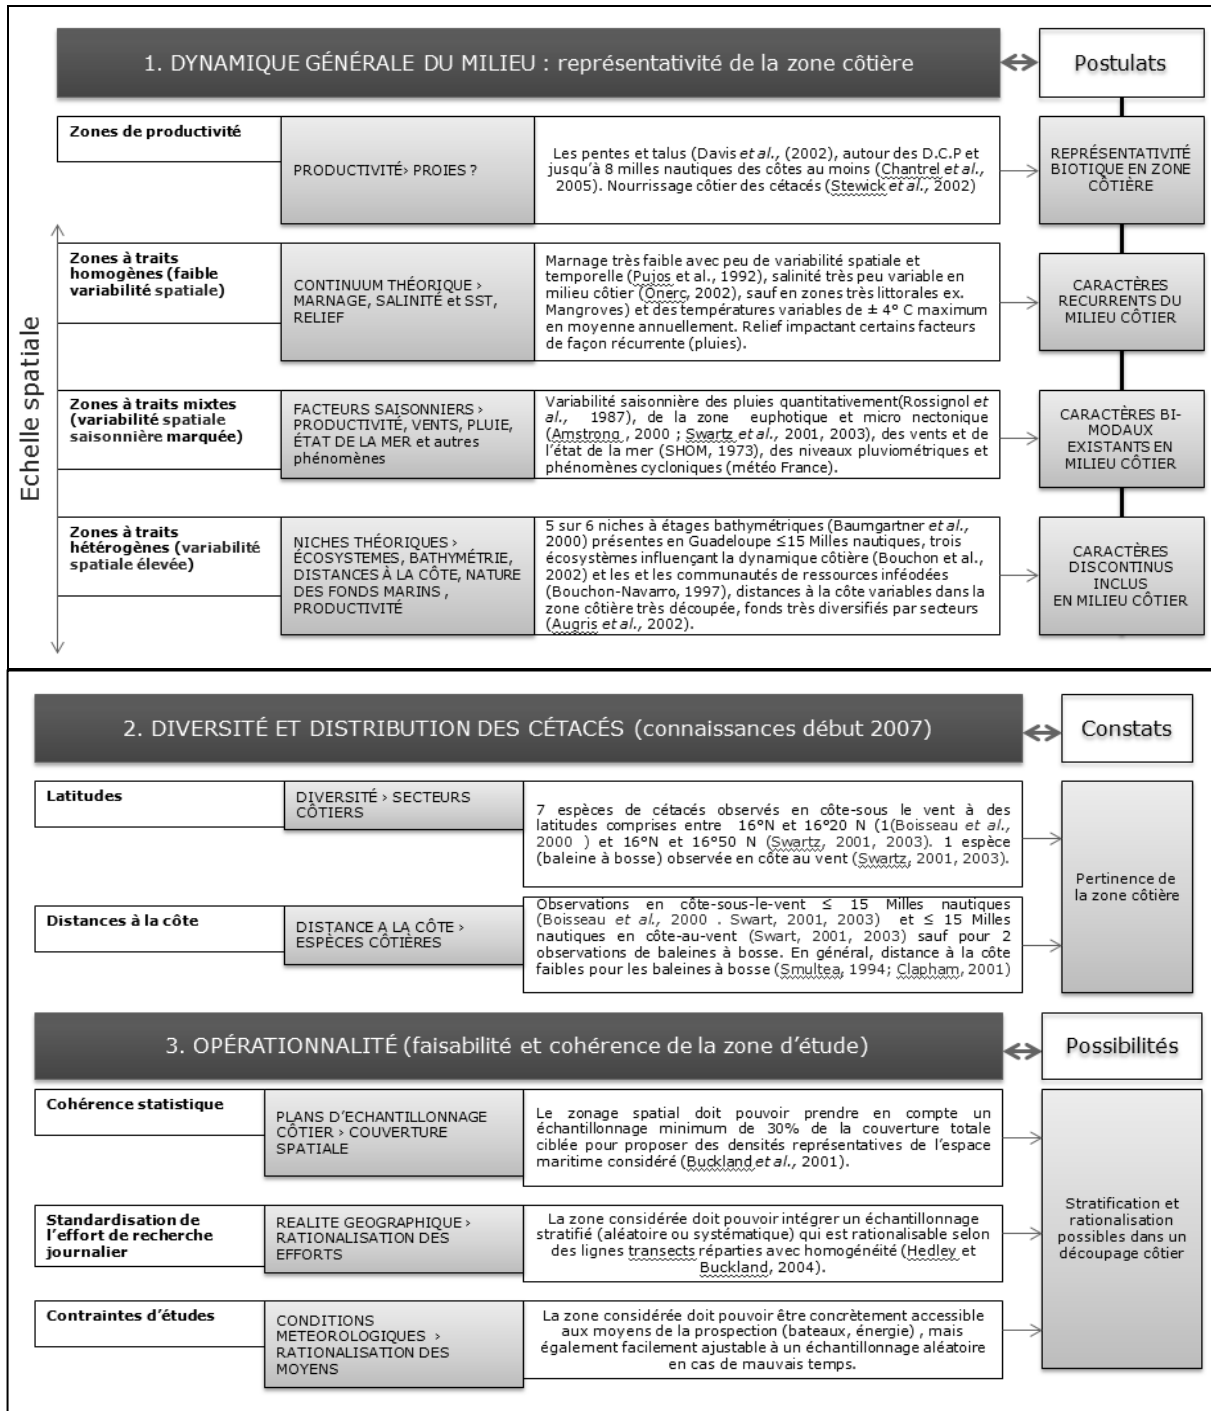 1. DYNAMIQUE GÉNÉRALE DU MILIEU : représentativité de la zone côtière
Postulats
Zones de productivité
PRODUCTIVITÉ› PROIES ?
Les pentes et talus (Davis et al., (2002), autour des D.C.P et
jusqu'à 8 milles nautiques des côtes au moins (Chantrel et al.,
2005). Nourrissage côtier des cétacés (Stewick et al., 2002)
REPRÉSENTATIVITÉ
BIOTIQUE EN ZONE
CÔTIÈRE
Echelle spatiale
Zones à traits
homogènes (faible
variabilité spatiale)
CONTINUUM THÉORIQUE ›
MARNAGE, SALINITÉ et SST,
RELIEF
Marnage très faible avec peu de variabilité spatiale et
temporelle (Pujos et al., 1992), salinité très peu variable en
milieu côtier (Onerc, 2002), sauf en zones très littorales ex.
Mangroves) et des températures variables de ± 4° C maximum
en moyenne annuellement. Relief impactant certains facteurs
de façon récurrente (pluies).
CARACTÈRES
RECURRENTS DU
MILIEU CÔTIER
Zones à traits mixtes (variabilité spatiale
saisonnière marquée)
FACTEURS SAISONNIERS ›
PRODUCTIVITÉ, VENTS, PLUIE,
ÉTAT DE LA MER et autres
phénomènes
Variabilité saisonnière des pluies quantitativement(Rossignol et
al., 1987), de la zone euphotique et micro nectonique
(Amstrong , 2000 ; Swartz et al., 2001, 2003), des vents et de
l'état de la mer (SHOM, 1973), des niveaux pluviométriques et
phénomènes cycloniques (météo France).
CARACTÈRES BI-
MODAUX
EXISTANTS EN
MILIEU CÔTIER
Zones à traits
hétérogènes (variabilité
spatiale élevée)
NICHES THÉORIQUES ›
ÉCOSYSTEMES, BATHYMÉTRIE,
DISTANCES À LA CÔTE, NATURE
DES FONDS MARINS ,
PRODUCTIVITÉ
5 sur 6 niches à étages bathymétriques (Baumgartner et al.,
2000) présentes en Guadeloupe ≤15 Milles nautiques, trois
écosystèmes influençant la dynamique côtière (Bouchon et al.,
2002) et les et les communautés de ressources inféodées
(Bouchon-Navarro, 1997), distances à la côte variables dans la
zone côtière très découpée, fonds très diversifiés par secteurs
(Augris et al., 2002).
CARACTÈRES
DISCONTINUS
INCLUS
EN MILIEU CÔTIER
2. DIVERSITÉ ET DISTRIBUTION DES CÉTACÉS (connaissances début 2007)
Constats
Latitudes
DIVERSITÉ › SECTEURS
CÔTIERS
7 espèces de cétacés observés en côte-sous le vent à des
latitudes comprises entre 16°N et 16°20 N (1(Boisseau et al.,
2000 ) et 16°N et 16°50 N (Swartz, 2001, 2003). 1 espèce
(baleine à bosse) observée en côte au vent (Swartz, 2001, 2003).
Pertinence de
la zone côtière
Distances à la côte
DISTANCE A LA CÔTE ›
ESPÈCES CÔTIÈRES
Observations en côte-sous-le-vent ≤ 15 Milles nautiques
(Boisseau et al., 2000 . Swart, 2001, 2003) et ≤ 15 Milles
nautiques en côte-au-vent (Swart, 2001, 2003) sauf pour 2
observations de baleines à bosse. En général, distance à la côte
faibles pour les baleines à bosse (Smultea, 1994; Clapham, 2001)
3. OPÉRATIONNALITÉ (faisabilité et cohérence de la zone d'étude)
Possibilités
Cohérence statistique
PLANS D'ECHANTILLONNAGE
CÔTIER › COUVERTURE
SPATIALE
Le zonage spatial doit pouvoir prendre en compte un
échantillonnage minimum de 30% de la couverture totale
ciblée pour proposer des densités représentatives de l'espace
maritime considéré (Buckland et al., 2001).
Standardisation de
l'effort de recherche
journalier
REALITE GEOGRAPHIQUE ›
RATIONALISATION DES
EFFORTS
La zone considérée doit pouvoir intégrer un échantillonnage
stratifié (aléatoire ou systématique) qui est rationalisable selon
des lignes transects réparties avec homogénéité (Hedley et
Buckland, 2004).
Stratification et
rationalisation
possibles dans un
découpage côtier
Contraintes d'études
CONDITIONS
METEOROLOGIQUES ›
RATIONALISATION DES
MOYENS
La zone considérée doit pouvoir être concrètement accessible
aux moyens de la prospection (bateaux, énergie) , mais
également facilement ajustable à un échantillonnage aléatoire
en cas de mauvais temps.